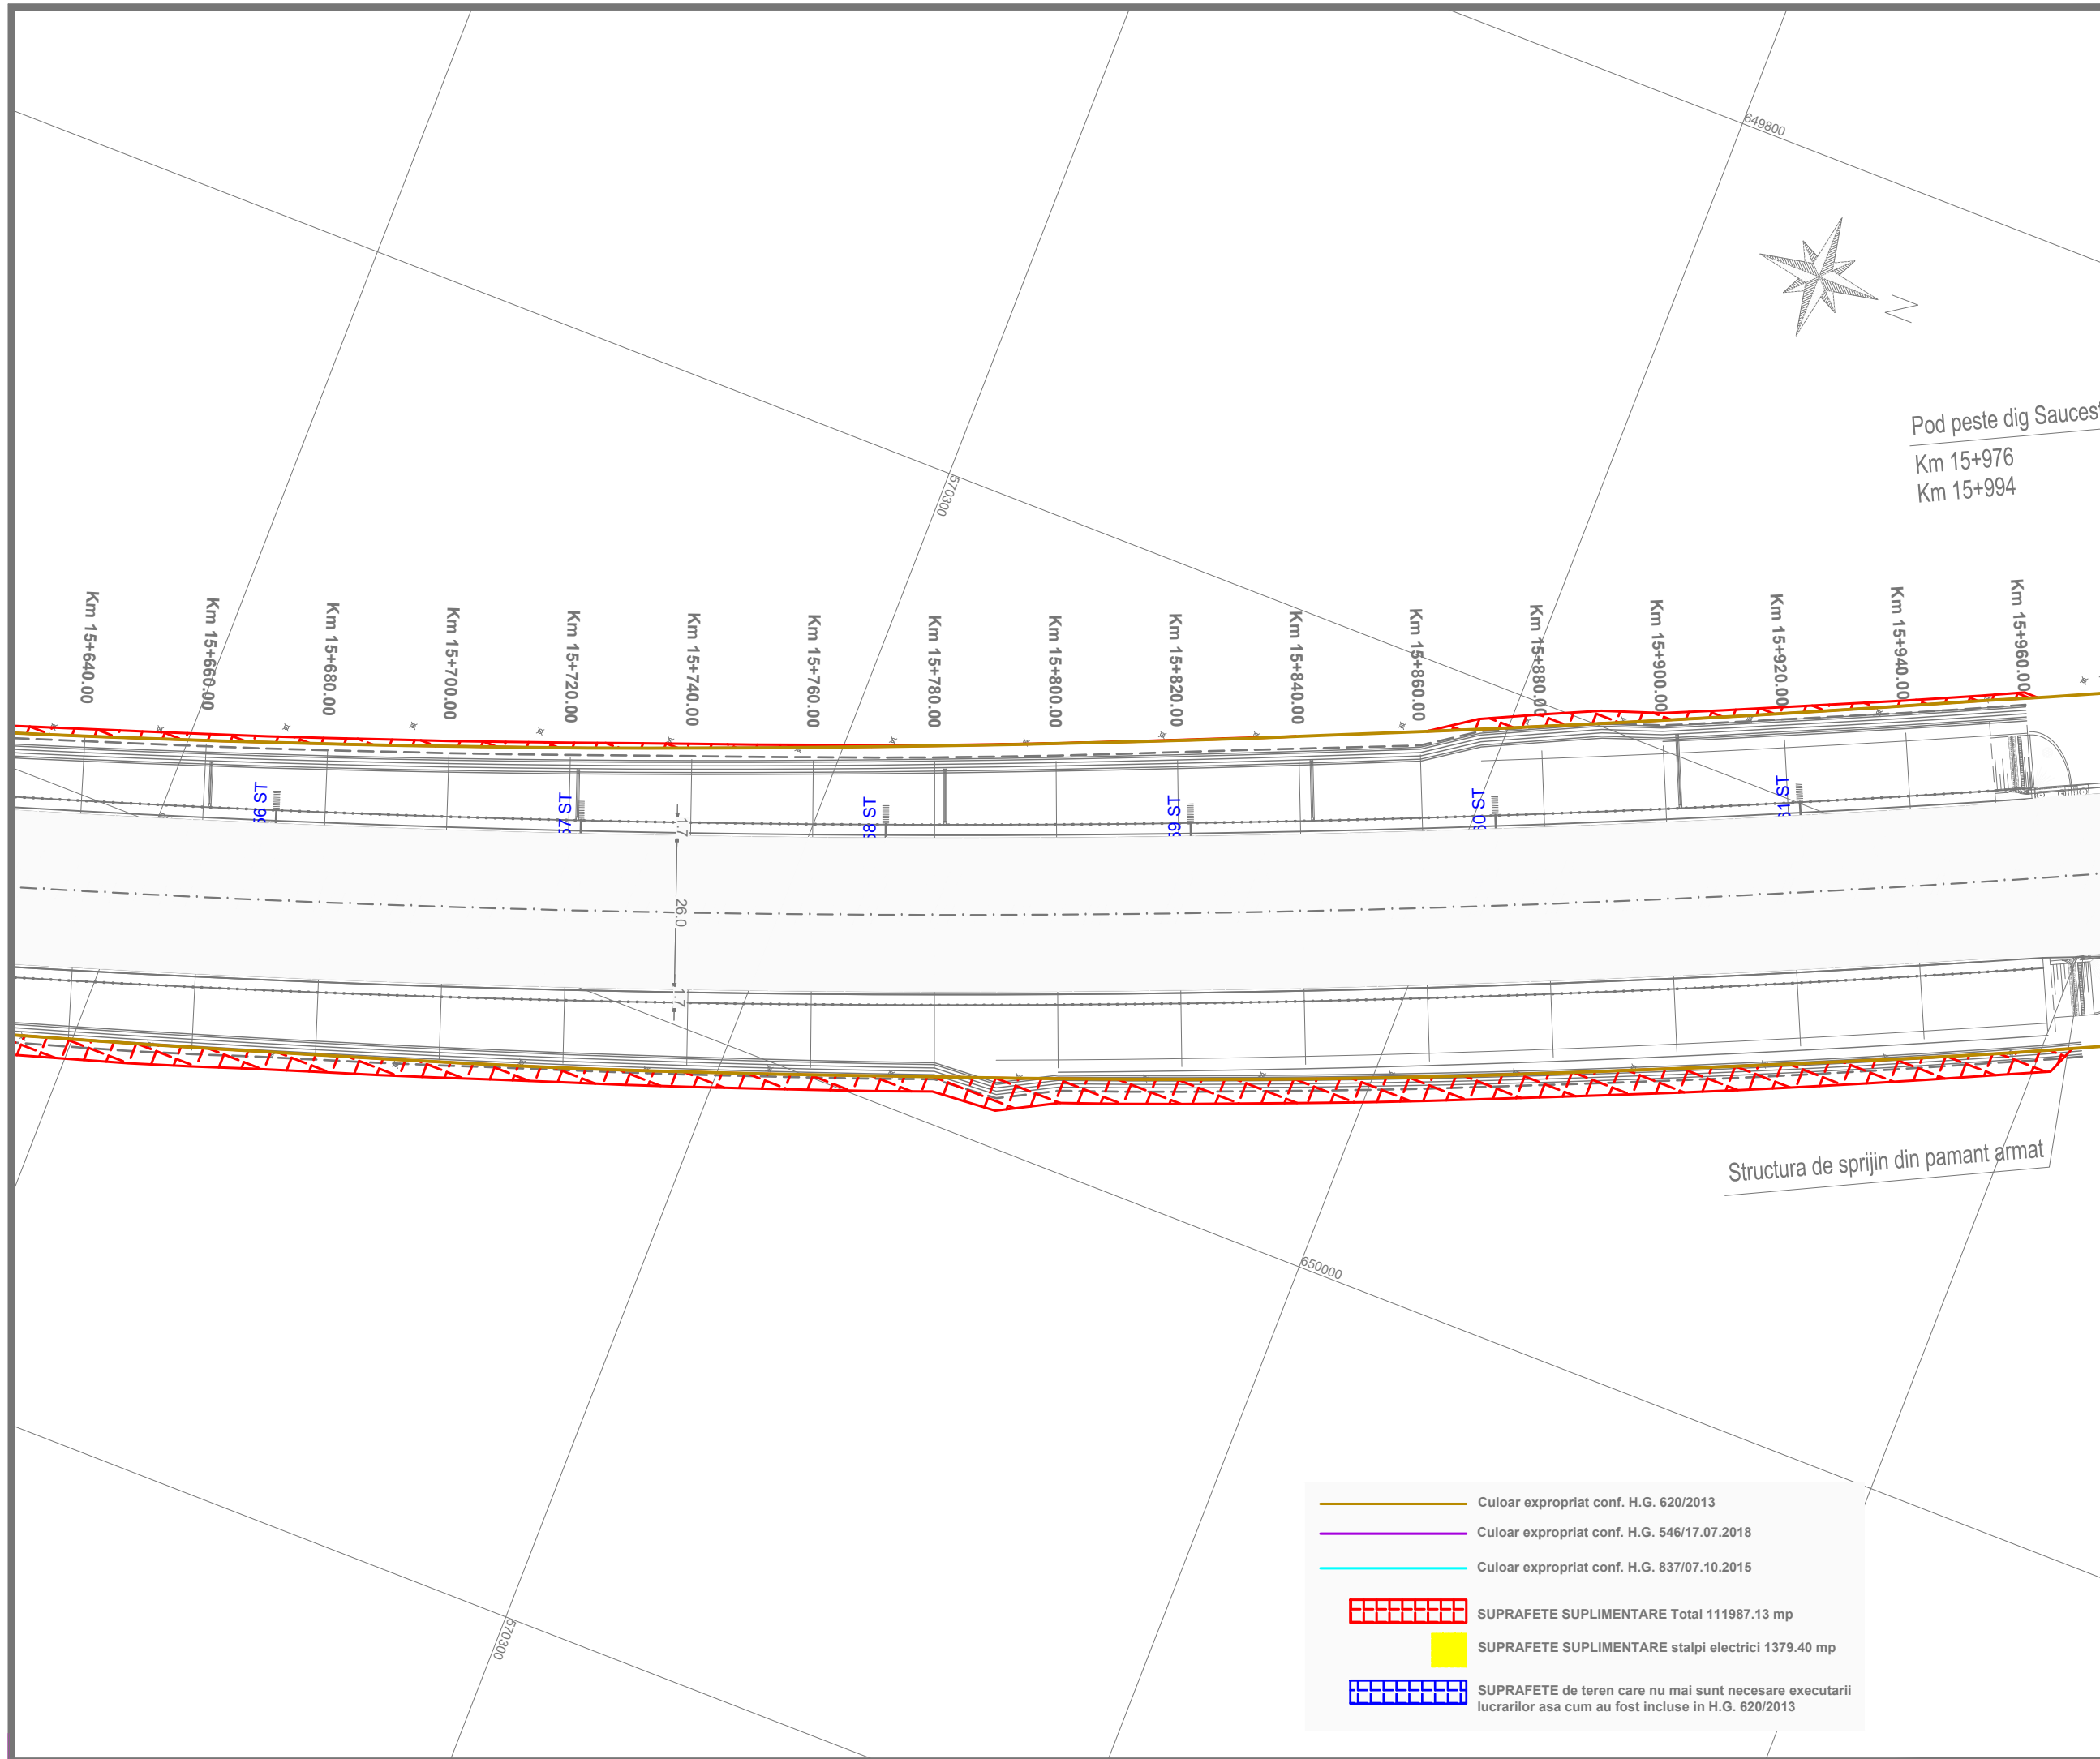 649800
N
Pod peste dig
Km 15+976
Km 15+994
570300
Km 15+640.00
Km 15+660.00
Km 15+680.00
Km 15+700.00
Km 15+720.00
Km 15+740.00
Km 15+760.00
Km 15+780.00
Km 15+800.00
Km 15+820.00
Km 15+840.00
Km 15+860.00
Km 15+880.00
Km 15+900.00
Km 15+920.00
Km 15+940.00
Km 15+960.00
ST
ST
ST
ST
ST
ST
1.7
26.0
1.7
Structura de sprijin din pamant armat
650000
570300
Culoar expropriat conf. H.G. 620/2013
Culoar expropriat conf. H.G. 546/17.07.2018
Culoar expropriat conf. H.G. 837/07.10.2015
SUPRAFETE SUPLIMENTARE Total 111987.13 mp
SUPRAFETE SUPLIMENTARE stalpi electrici 1379.40 mp
SUPRAFETE de teren care nu mai sunt necesare executarii
lucrarilor asa cum au fost incluse in H.G. 620/2013